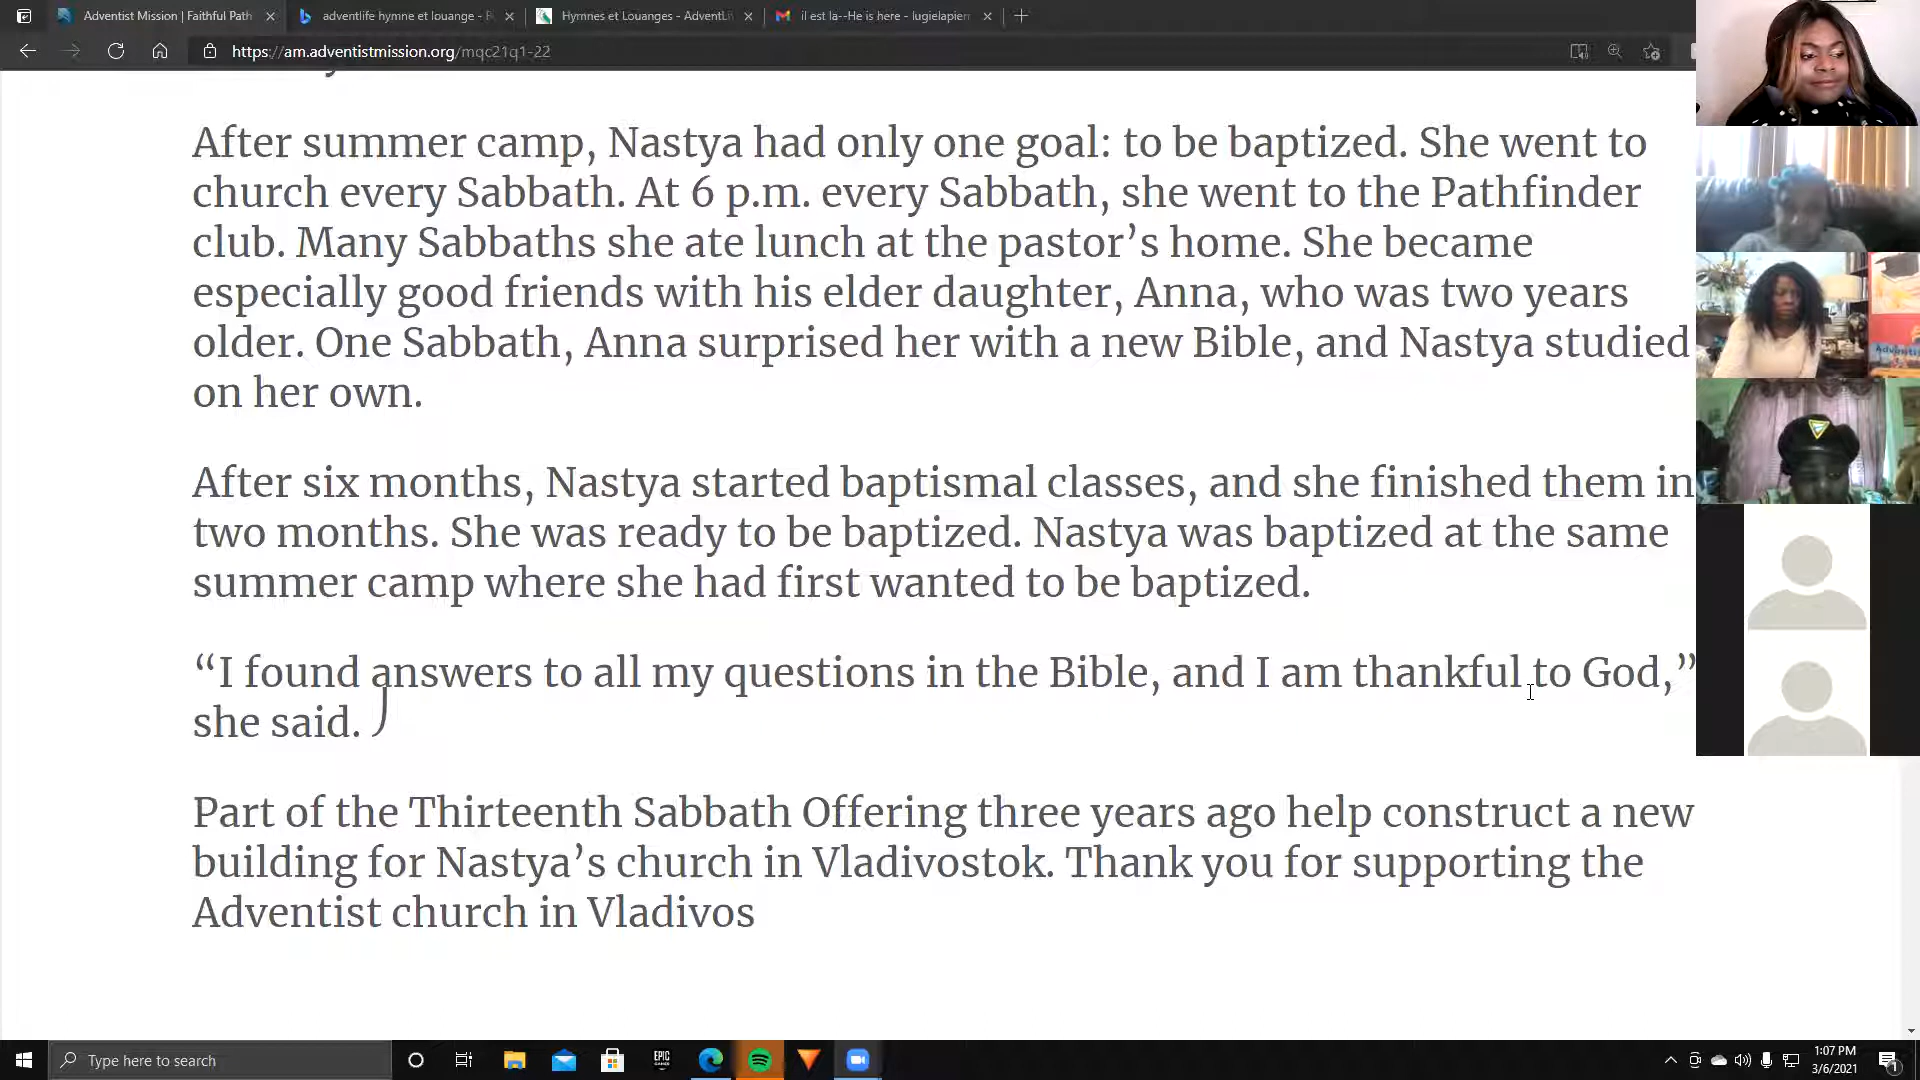 Adventist Mission | Faithful Path
adventlife hymne et louange -
Hymnes et Louanges -
il est la--He is here -
https://am.adventistmission.org/mqc21q1-22
After summer camp, Nastya had only one goal: to be baptized. She went to
church every Sabbath. At 6 p.m. every Sabbath, she went to the Pathfinder
club. Many Sabbaths she ate lunch at the pastor’s home. She became
especially good friends with his elder daughter, Anna, who was two years
older. One Sabbath, Anna surprised her with a new Bible, and Nastya studied
on her own.
After six months, Nastya started baptismal classes, and she finished them in
two months. She was ready to be baptized. Nastya was baptized at the same
summer camp where she had first wanted to be baptized.
“I found answers to all my questions in the Bible, and I am thankful to God,”
she said.
Part of the Thirteenth Sabbath Offering three years ago help construct a new
building for Nastya’s church in Vladivostok. Thank you for supporting the
Adventist church in Vladivos
Type here to search
EPIC
1:07 PM
3/6/2021